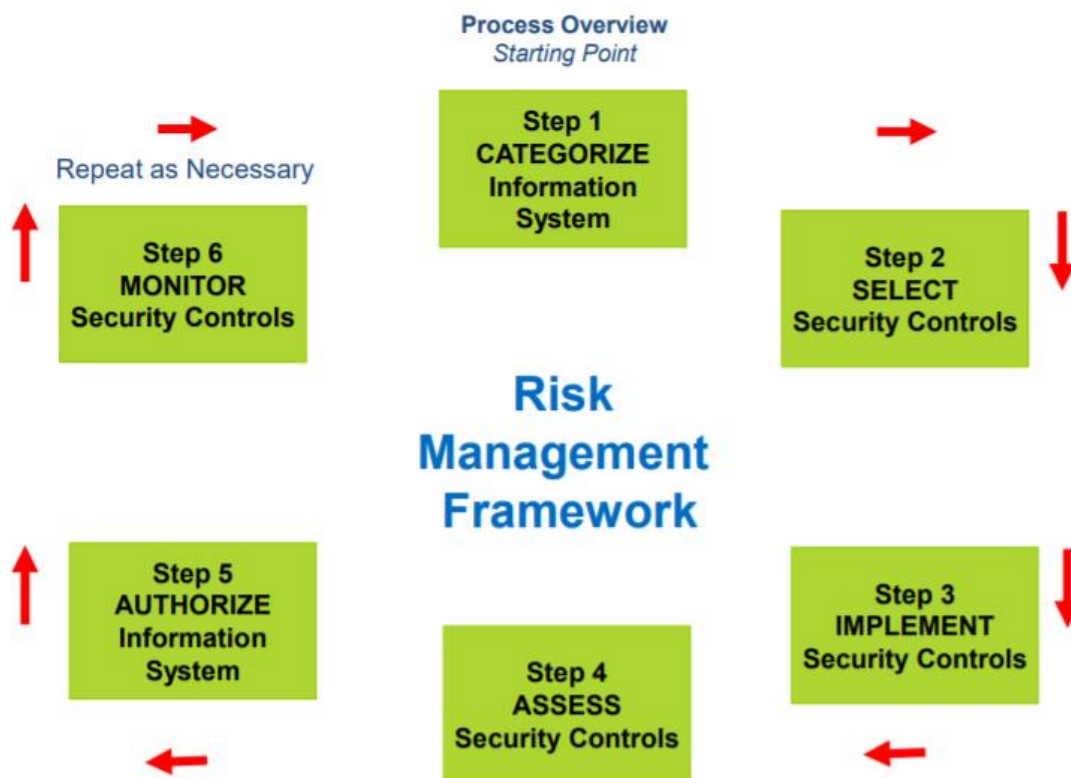 Process Overview
Starting Point
Step 1
CATEGORIZE
Information
System
Repeat as Necessary
Step 2
SELECT
Security Controls
Step 6
MONITOR
Security Controls
Risk
Management
Framework
Step 3
IMPLEMENT
Security Controls
Step 4
ASSESS
Security Controls
Step 5
AUTHORIZE
Information
System